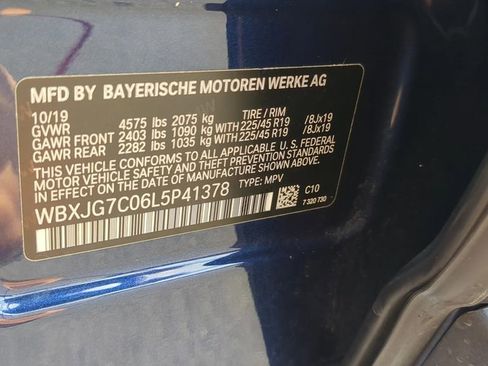 MFD BY BAYERISCHE MOTOREN WERKE AG
10/19 TIRE / RIM
GVWR 4575 lbs 2075 kg
GAWR FRONT 2403 lbs 1090 kg WITH 225/45 R19 /8Jx19
GAWR REAR 2282 lbs 1035 kg WITH 225/45 R19 /8Jx19
THIS VEHICLE CONFORMS TO ALL APPLICABLE U.S. FEDERAL
MOTOR VEHICLE SAFETY AND THEFT PREVENTION STANDARDS
IN EFFECT ON THE DATE OF MANUFACTURE SHOWN ABOVE.
WBXJG7C06L5P41378 TYPE: MPV
C10
7 320 730